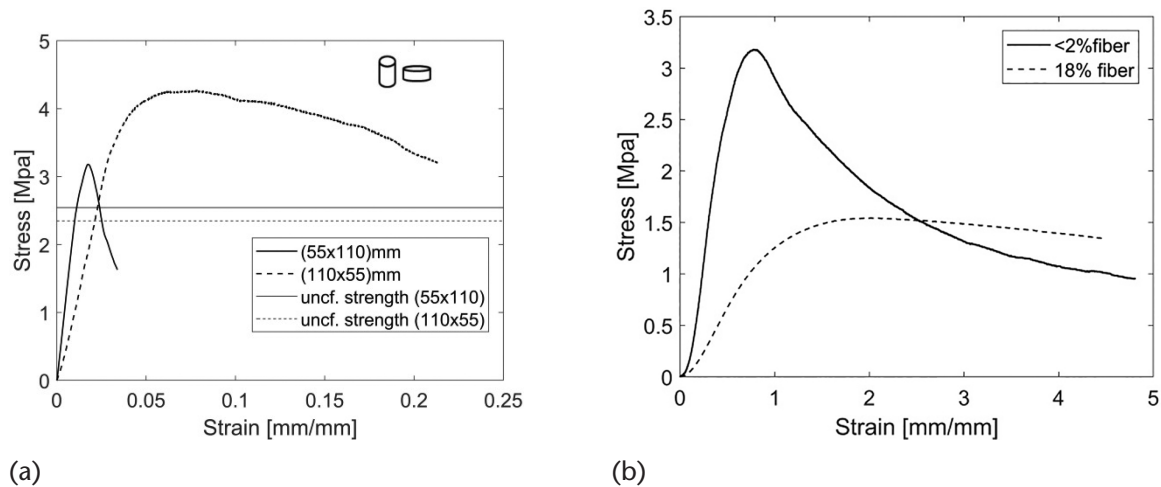 5
4
3
2
1
0
0
0.05
0.1
0.15
0.2
0.25
Stress [Mpa]
Strain [mm/mm]
(55x110)mm
(110x55)mm
uncf. strength (55x110)
uncf. strength (110x55)
(a)
3.5
3
2.5
2
1.5
1
0.5
0
0
1
2
3
4
5
Stress [Mpa]
Strain [mm/mm]
<2%fiber
18% fiber
(b)